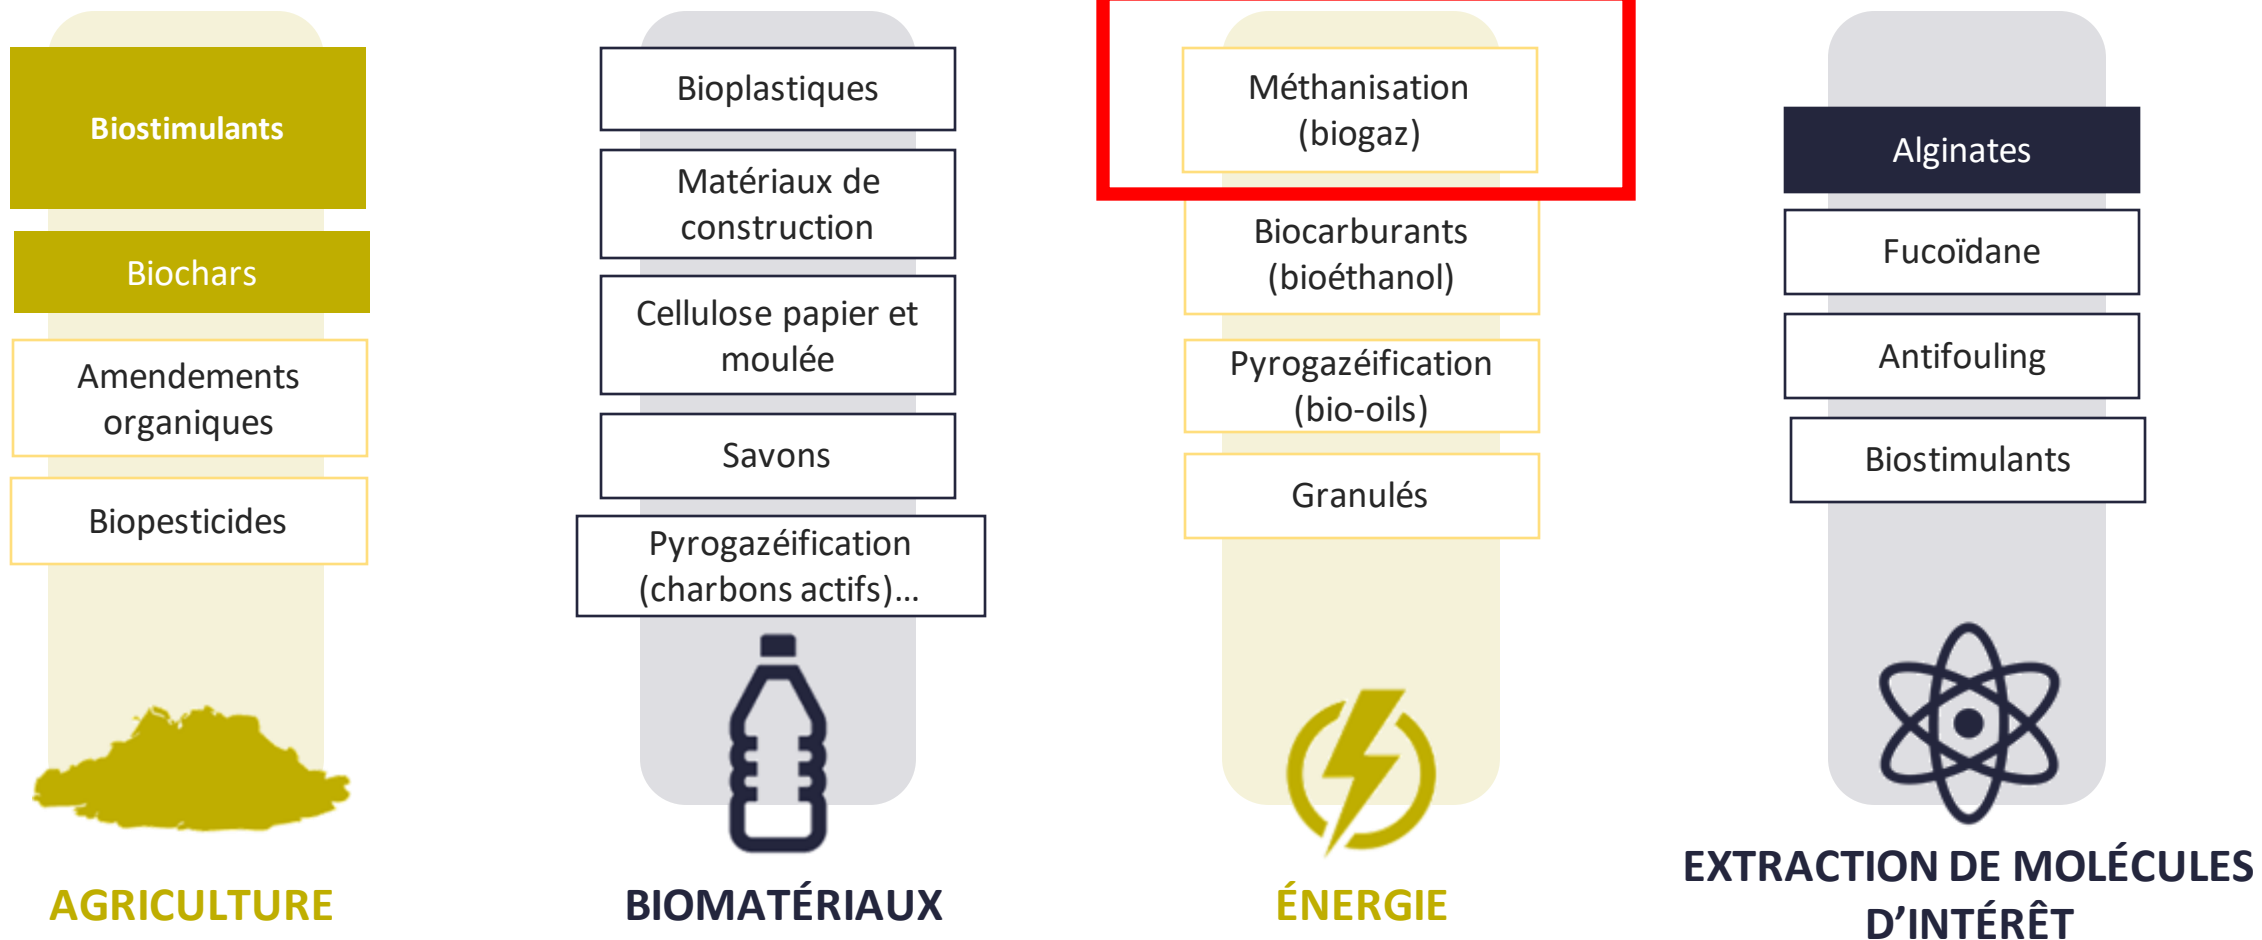 Biostimulants
Biochars
Amendements
organiques
Biopesticides
AGRICULTURE
Bioplastiques
Matériaux de
construction
Cellulose papier et
moulée
Savons
Pyrogazéification
(charbons actifs)...
BIOMATÉRIAUX
Méthanisation
(biogaz)
Biocarburants
(bioéthanol)
Pyrogazéification
(bio-oils)
Granulés
ÉNERGIE
Alginates
Fucoïdane
Antifouling
Biostimulants
EXTRACTION DE MOLÉCULES
D’INTÉRÊT